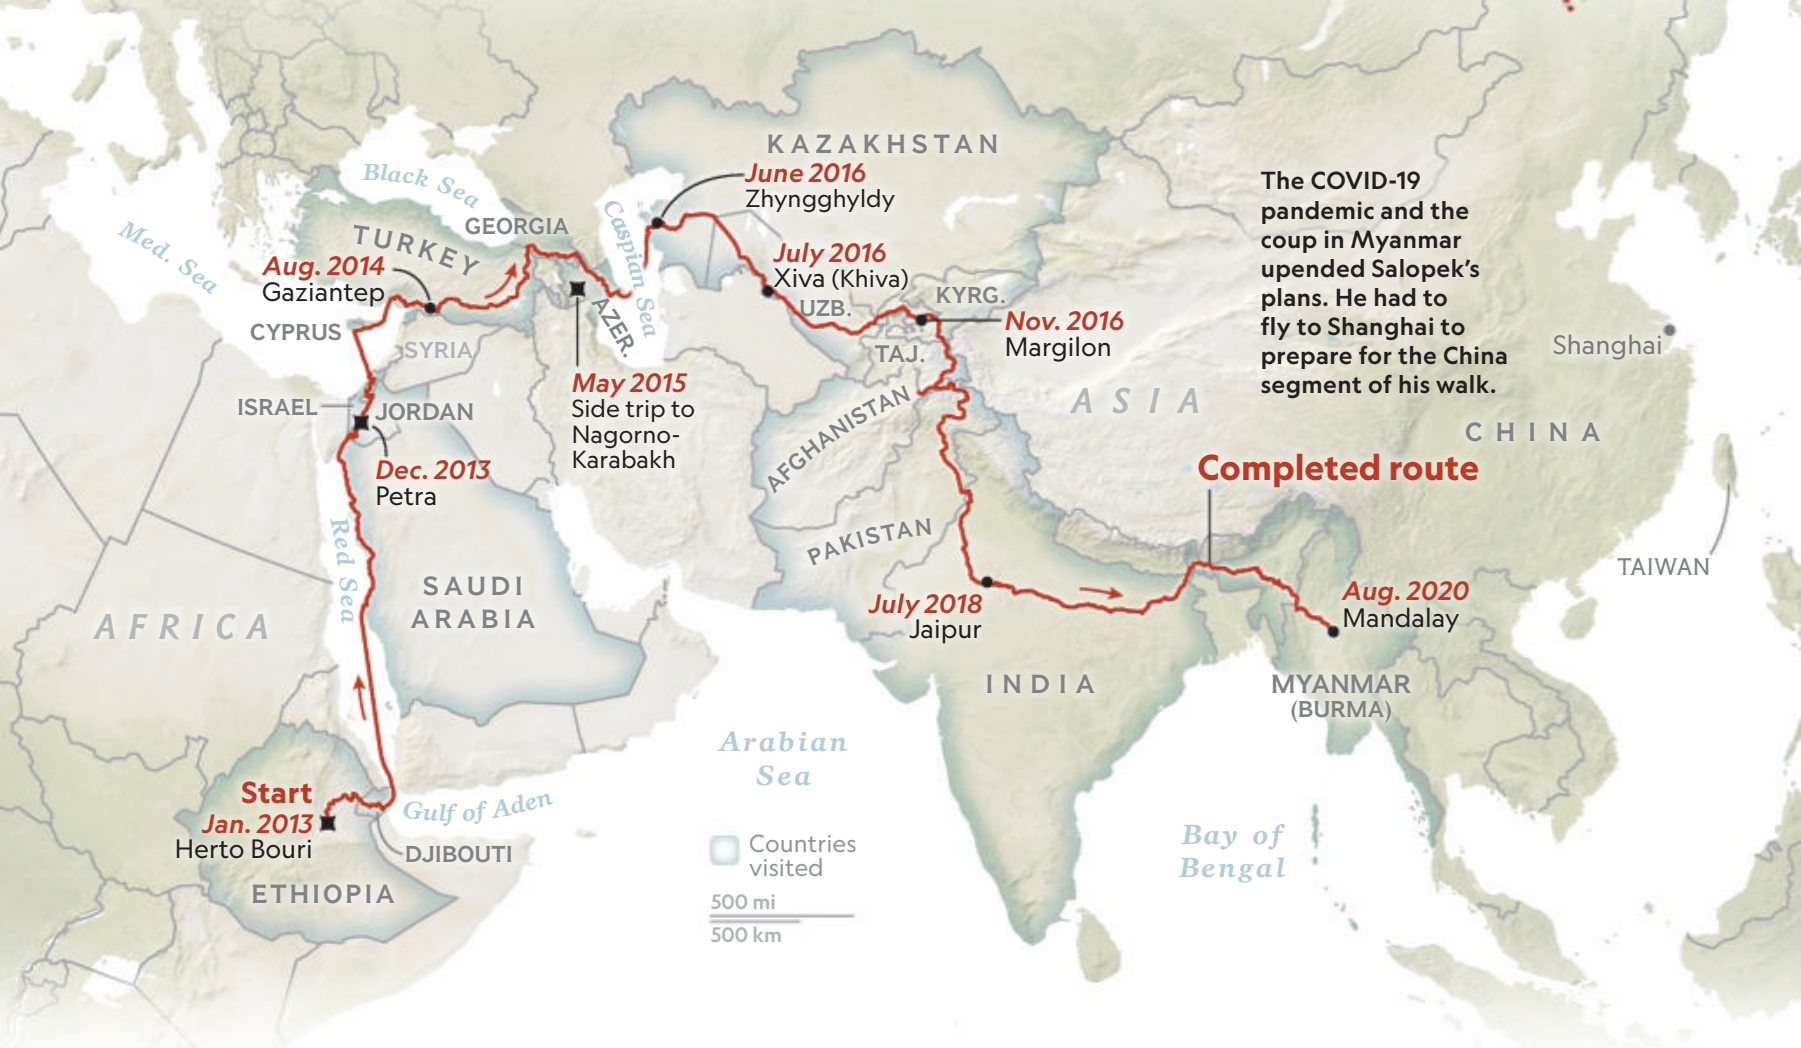 KAZAKHSTAN
June 2016
Zhyngghyldy
Black Sea
GEORGIA
Caspian Sea
Med. Sea
TURKEY
Aug. 2014
Gaziantep
July 2016
Xiva (Khiva)
UZB.
KYRG.
CYPRUS
SYRIA
AZER.
TAJ.
Nov. 2016
Margilon
The COVID-19
pandemic and the
coup in Myanmar
upended Salopek’s
plans. He had to
fly to Shanghai to
prepare for the China
segment of his walk.
Shanghai
May 2015
Side trip to
Nagorno-
Karabakh
ISRAEL
JORDAN
AFGHANISTAN
ASIA
CHINA
Dec. 2013
Petra
Completed route
Red Sea
PAKISTAN
TAIWAN
SAUDI
ARABIA
AFRICA
July 2018
Jaipur
Aug. 2020
Mandalay
INDIA
MYANMAR
(BURMA)
Arabian
Sea
Start
Jan. 2013
Herto Bouri
Gulf of Aden
DJIBOUTI
ETHIOPIA
Countries
visited
500 mi
500 km
Bay of
Bengal